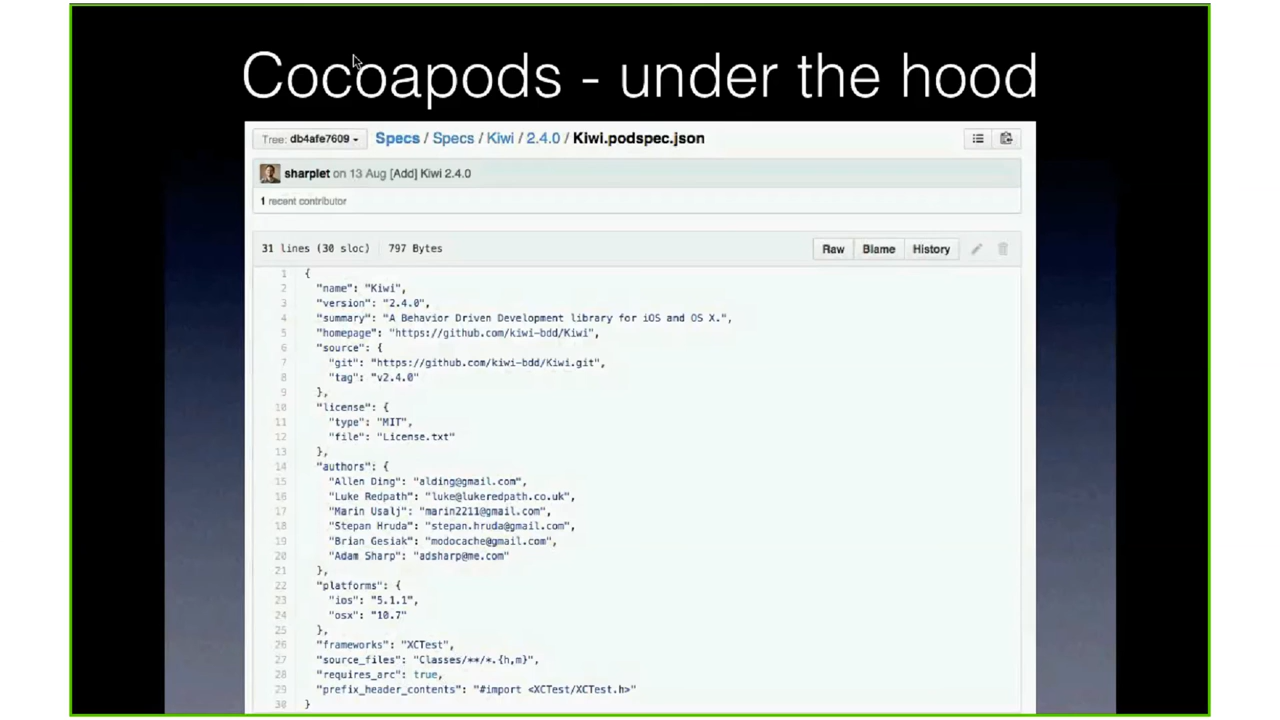 Cocoapods - under the hood
Tree: db4afe7609
Specs / Specs / Kiwi / 2.4.0 / Kiwi.podspec.json
sharplet on 13 Aug [Add] Kiwi 2.4.0
1 recent contributor
31 lines (30 sloc) 797 Bytes
Raw Blame History
1 {
2 "name": "Kiwi",
3 "version": "2.4.0",
4 "summary": "A Behavior Driven Development library for iOS and OS X.",
5 "homepage": "https://github.com/kiwi-bdd/Kiwi",
6 "source": {
7 "git": "https://github.com/kiwi-bdd/Kiwi.git",
8 "tag": "v2.4.0"
9 },
10 "license": {
11 "type": "MIT",
12 "file": "License.txt"
13 },
14 "authors": {
15 "Allen Ding": "alding@gmail.com",
16 "Luke Redpath": "luke@lukeredpath.co.uk",
17 "Marin Usalj": "marin2211@gmail.com",
18 "Stepan Hruda": "stepan.hruda@gmail.com",
19 "Brian Gesiak": "modocache@gmail.com",
20 "Adam Sharp": "adsharp@me.com"
21 },
22 "platforms": {
23 "ios": "5.1.1",
24 "osx": "10.7"
25 },
26 "frameworks": "XCTest",
27 "source_files": "Classes/**/*.{h,m}",
28 "requires_arc": true,
29 "prefix_header_contents": "#import <XCTest/XCTest.h>"
30 }